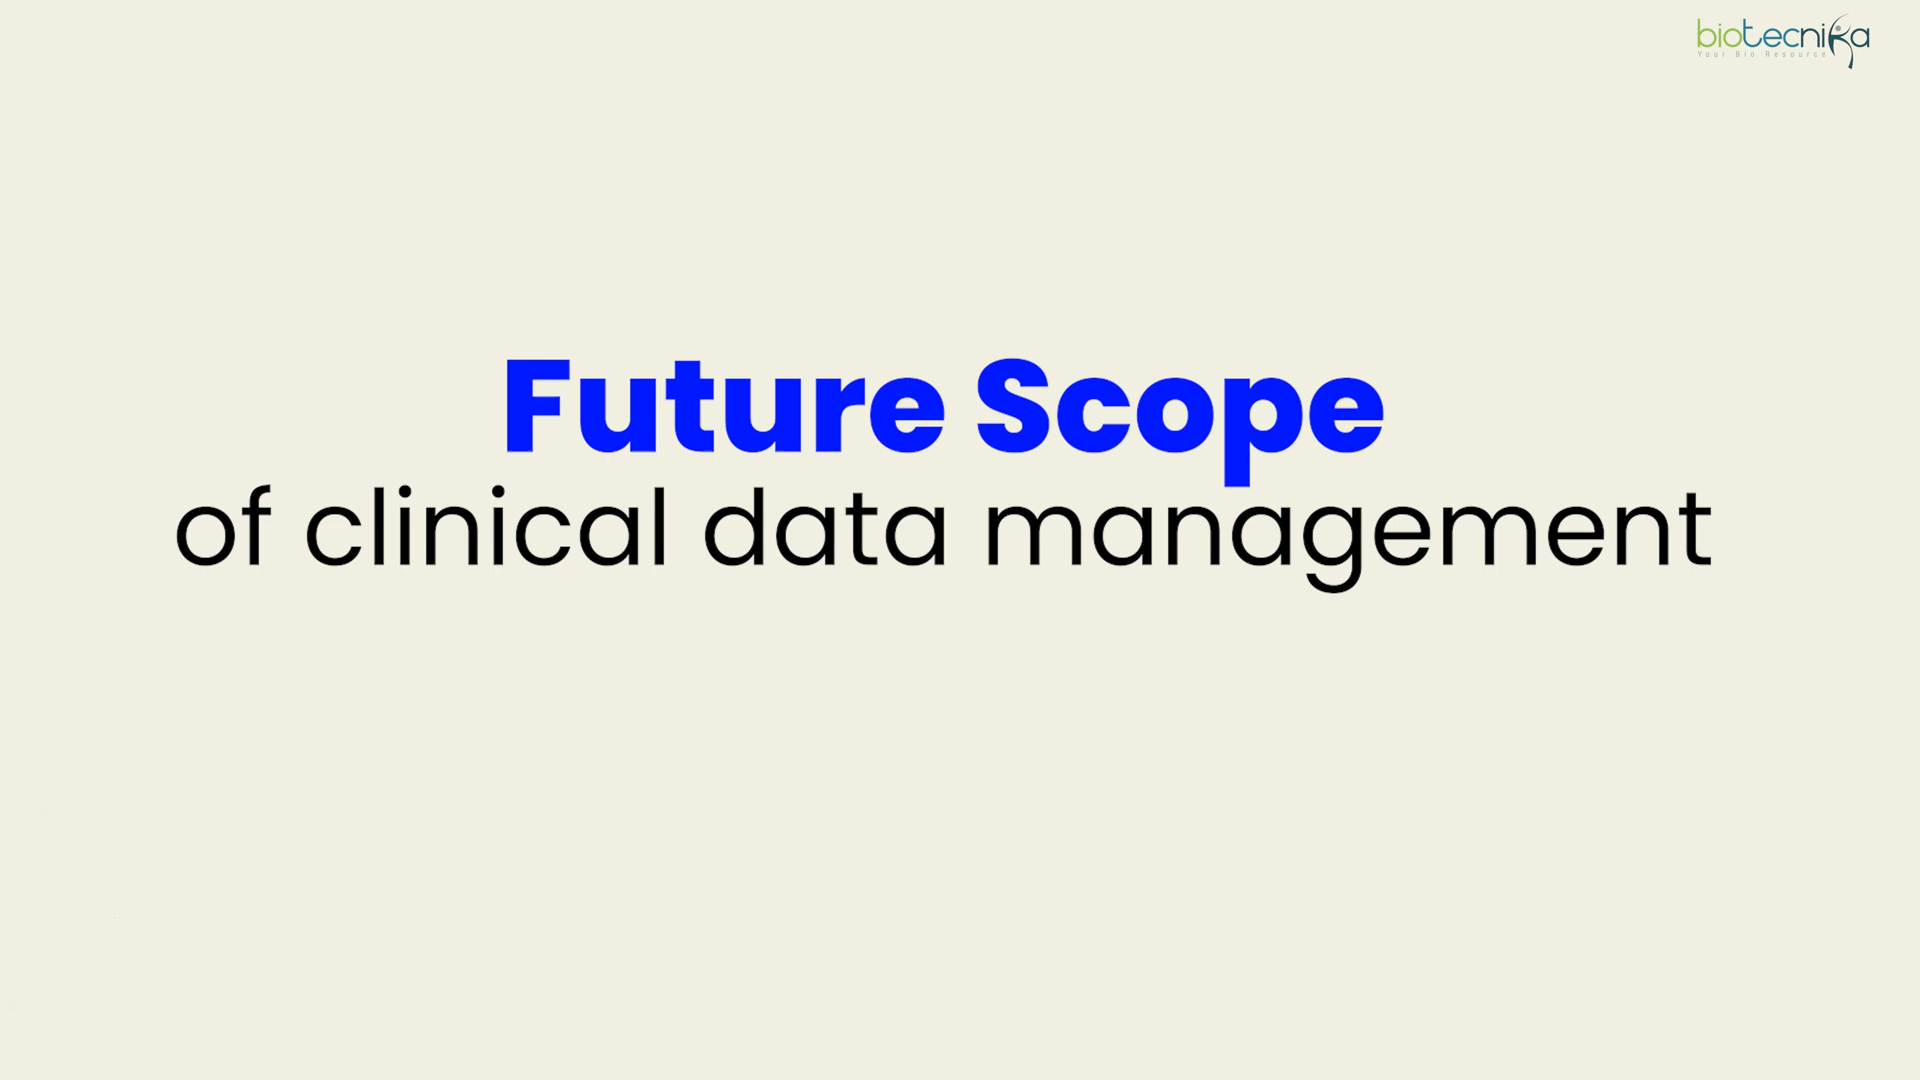 biotecnika
Your Bio Resource
Future Scope
of clinical data management